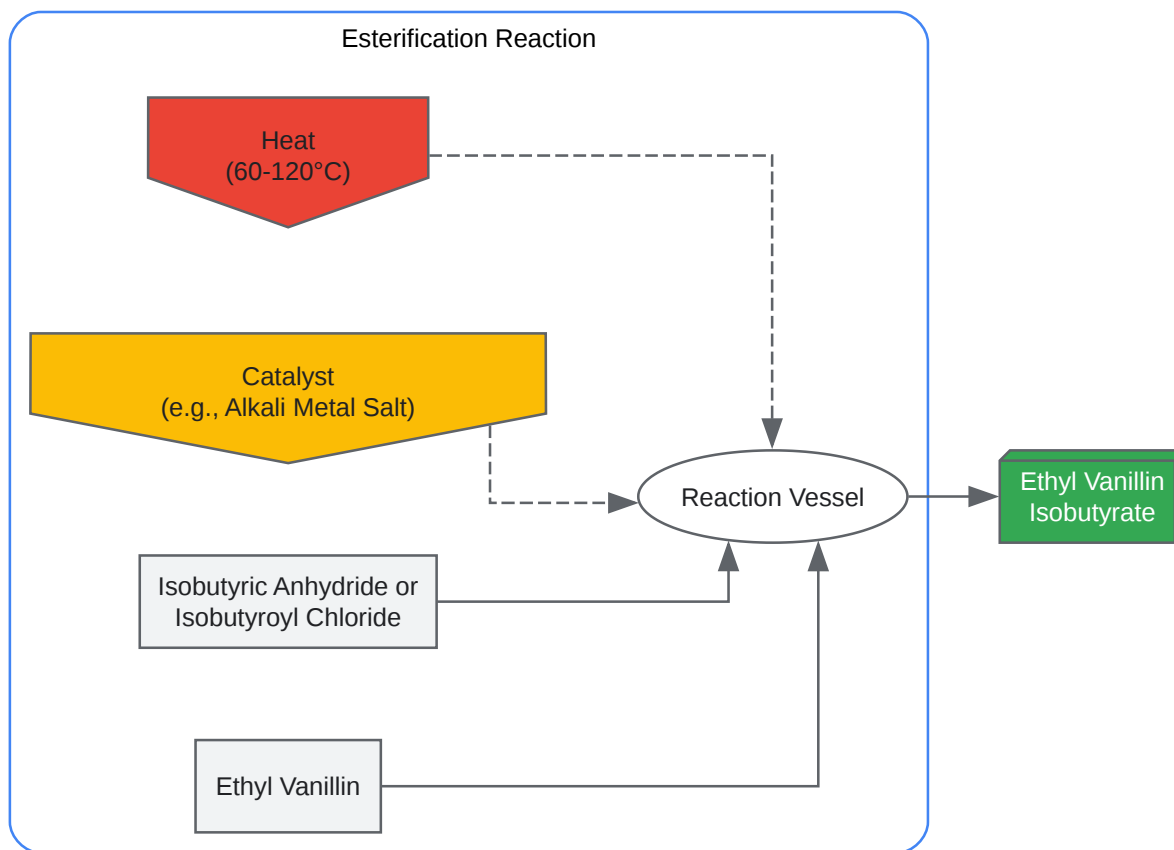 Esterification Reaction
Heat
(60-120°C)
Catalyst
(e.g., Alkali Metal Salt)
Reaction Vessel
Ethyl Vanillin
Isobutyrate
Isobutyric Anhydride or
Isobutyroyl Chloride
Ethyl Vanillin